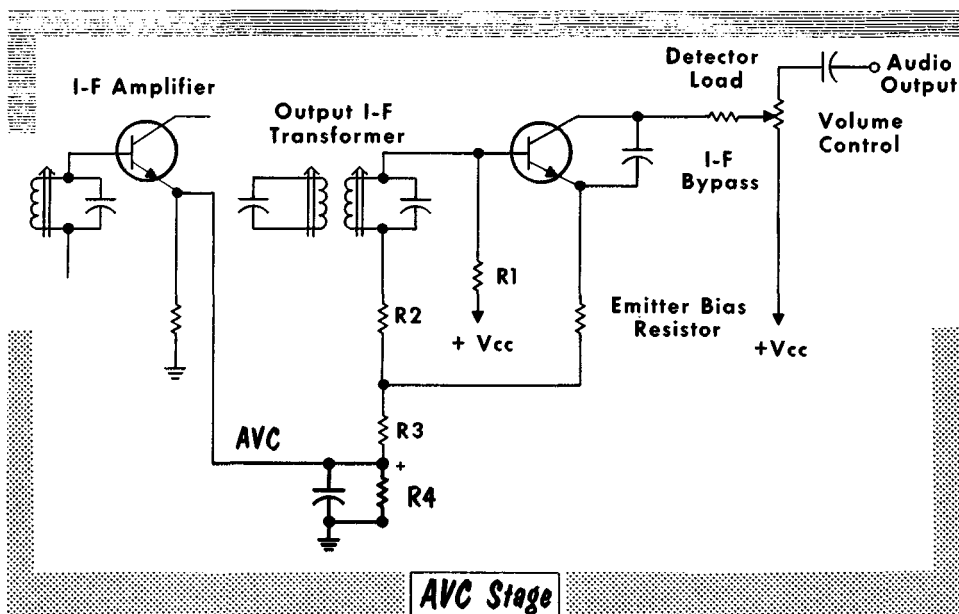 I-F Amplifier
Output I-F
Transformer
Detector
Load
Audio
Output
Volume
Control
I-F
Bypass
R1
+ Vcc
R2
Emitter Bias
Resistor
+Vcc
R3
AVC
+
R4
AVC Stage